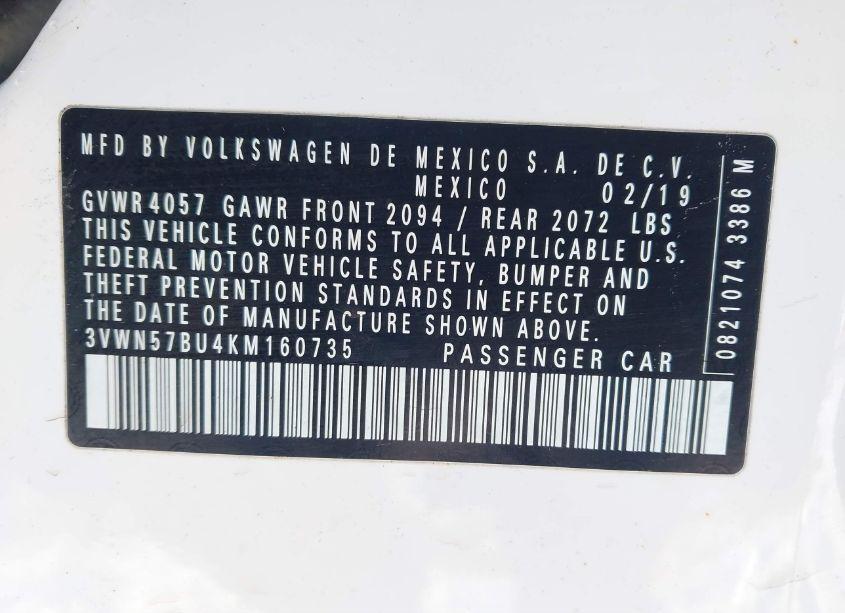 MFD BY VOLKSWAGEN DE MEXICO S.A. DE C.V.
MEXICO 02/19
GVWR 4057 GAWR FRONT 2094 / REAR 2072 LBS
THIS VEHICLE CONFORMS TO ALL APPLICABLE U.S.
FEDERAL MOTOR VEHICLE SAFETY, BUMPER AND
THEFT PREVENTION STANDARDS IN EFFECT ON
THE DATE OF MANUFACTURE SHOWN ABOVE.
3VWN57BU4KM160735 PASSENGER CAR
0821074 3386 M